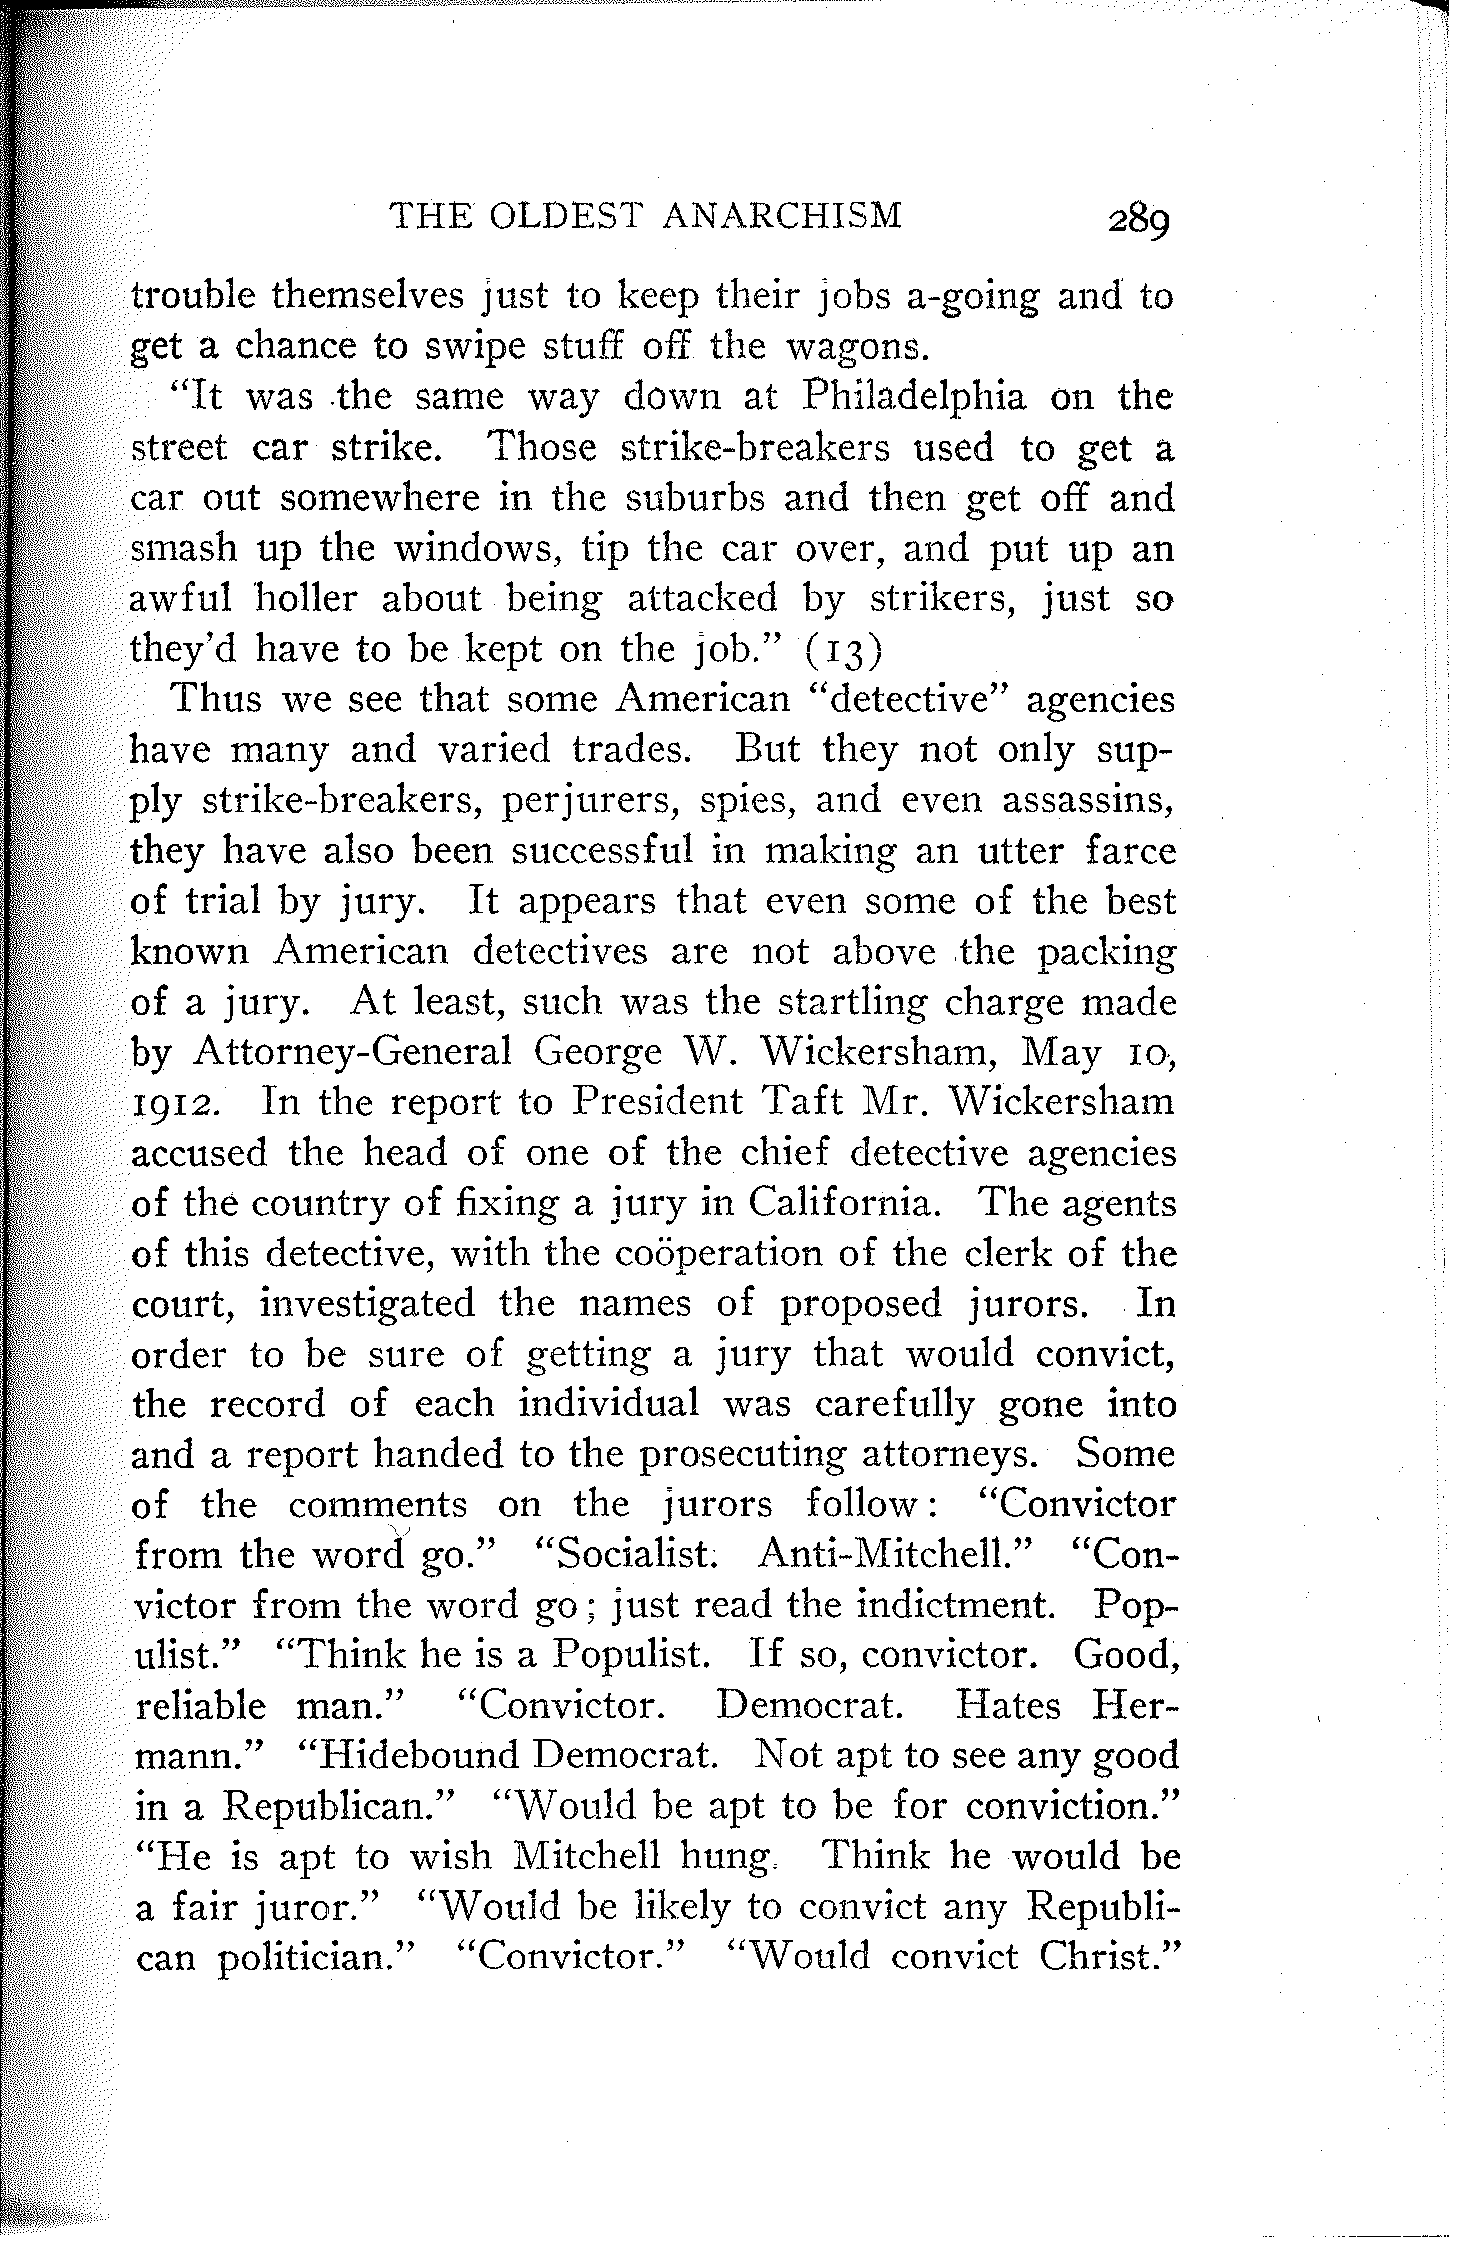 THE OLDEST ANARCHISM 289
trouble themselves just to keep their jobs a-going and to
get a chance to swipe stuff off the wagons.
“It was the same way down at Philadelphia on the
street car strike. Those strike-breakers used to get a
car out somewhere in the suburbs and then get off and
smash up the windows, tip the car over, and put up an
awful holler about being attacked by strikers, just so
they’d have to be kept on the job.” (13)
Thus we see that some American “detective” agencies
have many and varied trades. But they not only sup-
ply strike-breakers, perjurers, spies, and even assassins,
they have also been successful in making an utter farce
of trial by jury. It appears that even some of the best
known American detectives are not above the packing
of a jury. At least, such was the startling charge made
by Attorney-General George W. Wickersham, May 10,
1912. In the report to President Taft Mr. Wickersham
accused the head of one of the chief detective agencies
of the country of fixing a jury in California. The agents
of this detective, with the coöperation of the clerk of the
court, investigated the names of proposed jurors. In
order to be sure of getting a jury that would convict,
the record of each individual was carefully gone into
and a report handed to the prosecuting attorneys. Some
of the comments on the jurors follow: “Convictor
from the word go.” “Socialist. Anti-Mitchell.” “Con-
victor from the word go; just read the indictment. Pop-
ulist.” “Think he is a Populist. If so, convictor. Good,
reliable man.” “Convictor. Democrat. Hates Her-
mann.” “Hidebound Democrat. Not apt to see any good
in a Republican.” “Would be apt to be for conviction.”
“He is apt to wish Mitchell hung. Think he would be
a fair juror.” “Would be likely to convict any Republi-
can politician.” “Convictor.” “Would convict Christ.”